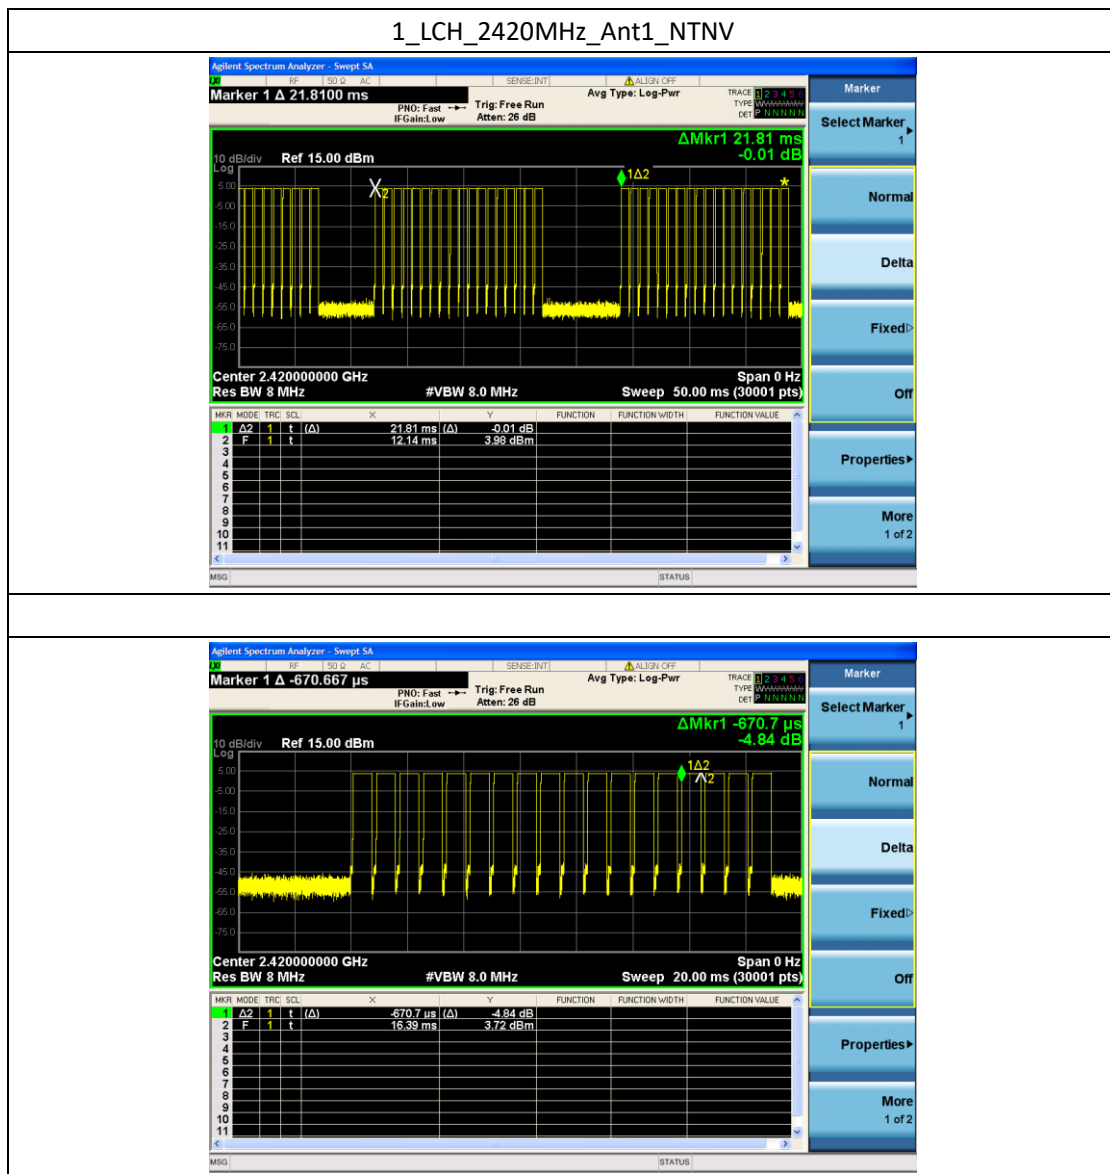 1_LCH_2420MHz_Ant1_NTNV
Agilent Spectrum Analyzer - Swept SA
LXI RF 50 Ω AC SENSE:INT ALIGN OFF
Marker 1 Δ 21.8100 ms
PNO: Fast
IFGain:Low
Trig: Free Run
Atten: 26 dB
Avg Type: Log-Pwr
TRACE 1 2 3 4 5 6
TYPE
DET P N N N N N
ΔMkr1 21.81 ms
-0.01 dB
10 dB/div Ref 15.00 dBm
Log
1Δ2
2
5.00
-5.00
-15.0
-25.0
-35.0
-45.0
-55.0
-65.0
-75.0
Center 2.420000000 GHz Span 0 Hz
Res BW 8 MHz #VBW 8.0 MHz Sweep 50.00 ms (30001 pts)
MKR MODE TRC SCL X Y FUNCTION FUNCTION WIDTH FUNCTION VALUE
1 Δ2 1 t (Δ) 21.81 ms (Δ) -0.01 dB
2 F 1 t 12.14 ms 3.98 dBm
3
4
5
6
7
8
9
10
11
MSG STATUS
Marker
Select Marker
1
Normal
Delta
Fixed
Off
Properties
More
1 of 2
Agilent Spectrum Analyzer - Swept SA
LXI RF 50 Ω AC SENSE:INT ALIGN OFF
Marker 1 Δ -670.667 µs
PNO: Fast
IFGain:Low
Trig: Free Run
Atten: 26 dB
Avg Type: Log-Pwr
TRACE 1 2 3 4 5 6
TYPE
DET P N N N N N
ΔMkr1 -670.7 µs
-4.84 dB
10 dB/div Ref 15.00 dBm
Log
1Δ2
2
5.00
-5.00
-15.0
-25.0
-35.0
-45.0
-55.0
-65.0
-75.0
Center 2.420000000 GHz Span 0 Hz
Res BW 8 MHz #VBW 8.0 MHz Sweep 20.00 ms (30001 pts)
MKR MODE TRC SCL X Y FUNCTION FUNCTION WIDTH FUNCTION VALUE
1 Δ2 1 t (Δ) -670.7 µs (Δ) -4.84 dB
2 F 1 t 16.39 ms 3.72 dBm
3
4
5
6
7
8
9
10
11
MSG STATUS
Marker
Select Marker
1
Normal
Delta
Fixed
Off
Properties
More
1 of 2